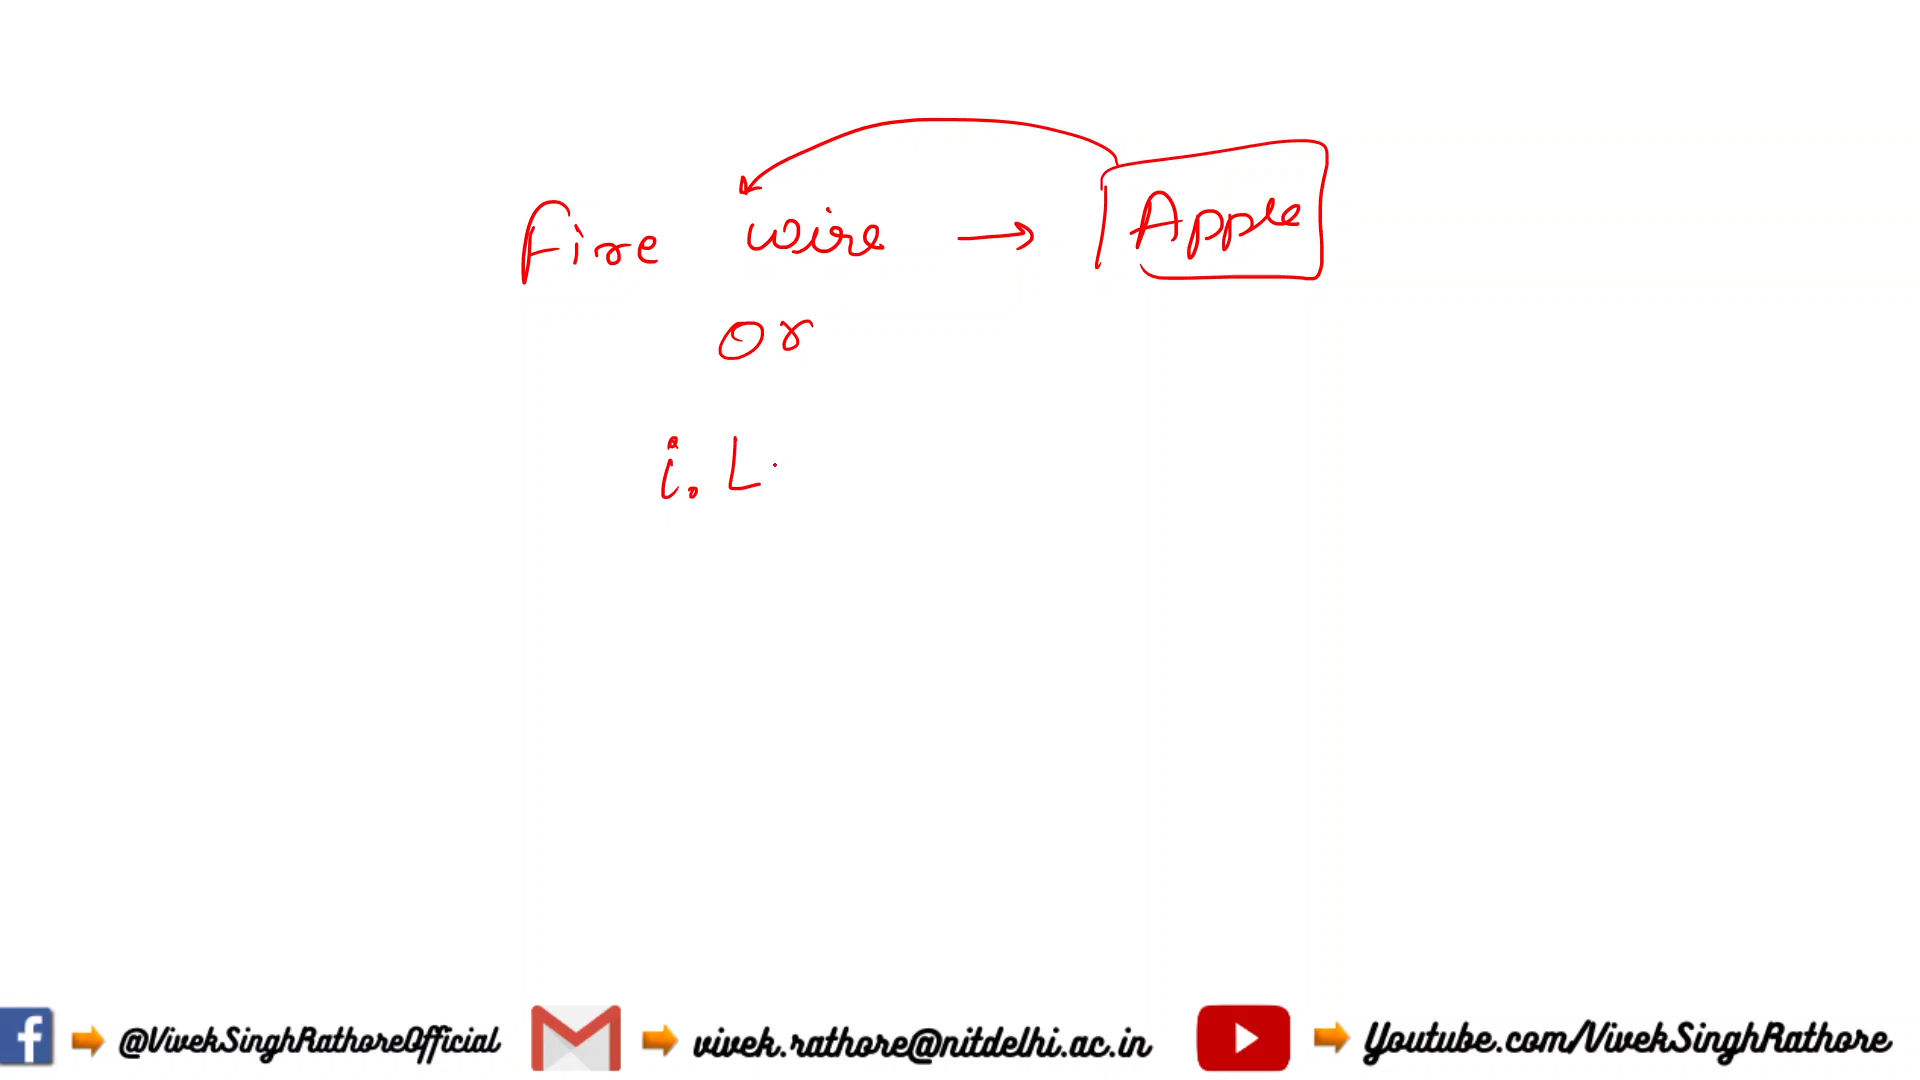 Fire wire → Apple
or
i. L
@VivekSinghRathoreOfficial vivek.rathore@nitdelhi.ac.in Youtube.com/VivekSinghRathore